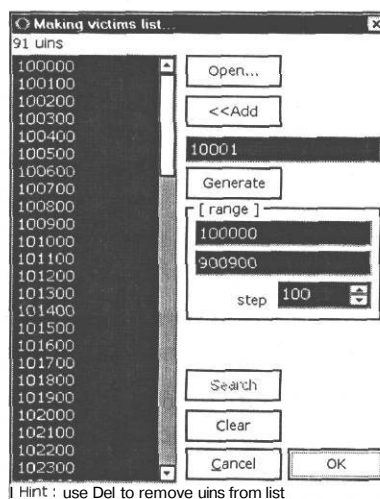 Making victims list...
91 uins
100000
100100
100200
100300
100400
100500
100600
100700
100800
100900
101000
101100
101200
101300
101400
101500
101600
101700
101800
101900
102000
102100
102200
102300
Open...
<<Add
10001
Generate
[ range ]
100000
900900
step 100
Search
Clear
Cancel OK
Hint : use Del to remove uins from list